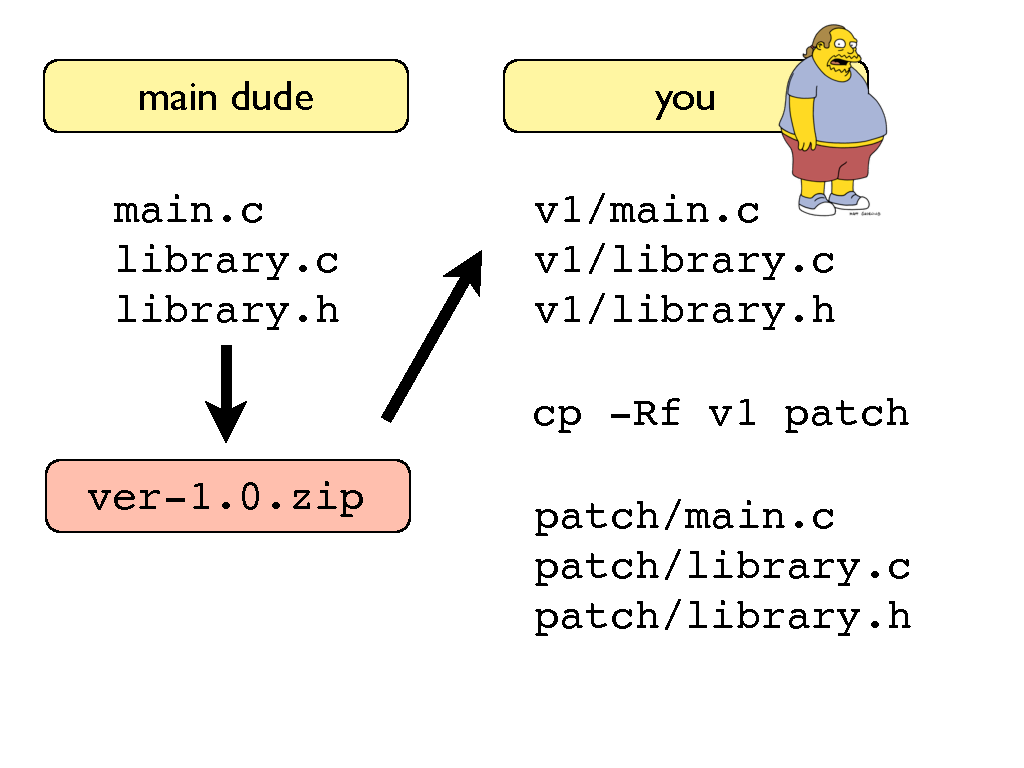 main dude
main.c
library.c
library.h
ver-1.0.zip
you
v1/main.c
v1/library.c
v1/library.h
cp -Rf v1 patch
patch/main.c
patch/library.c
patch/library.h